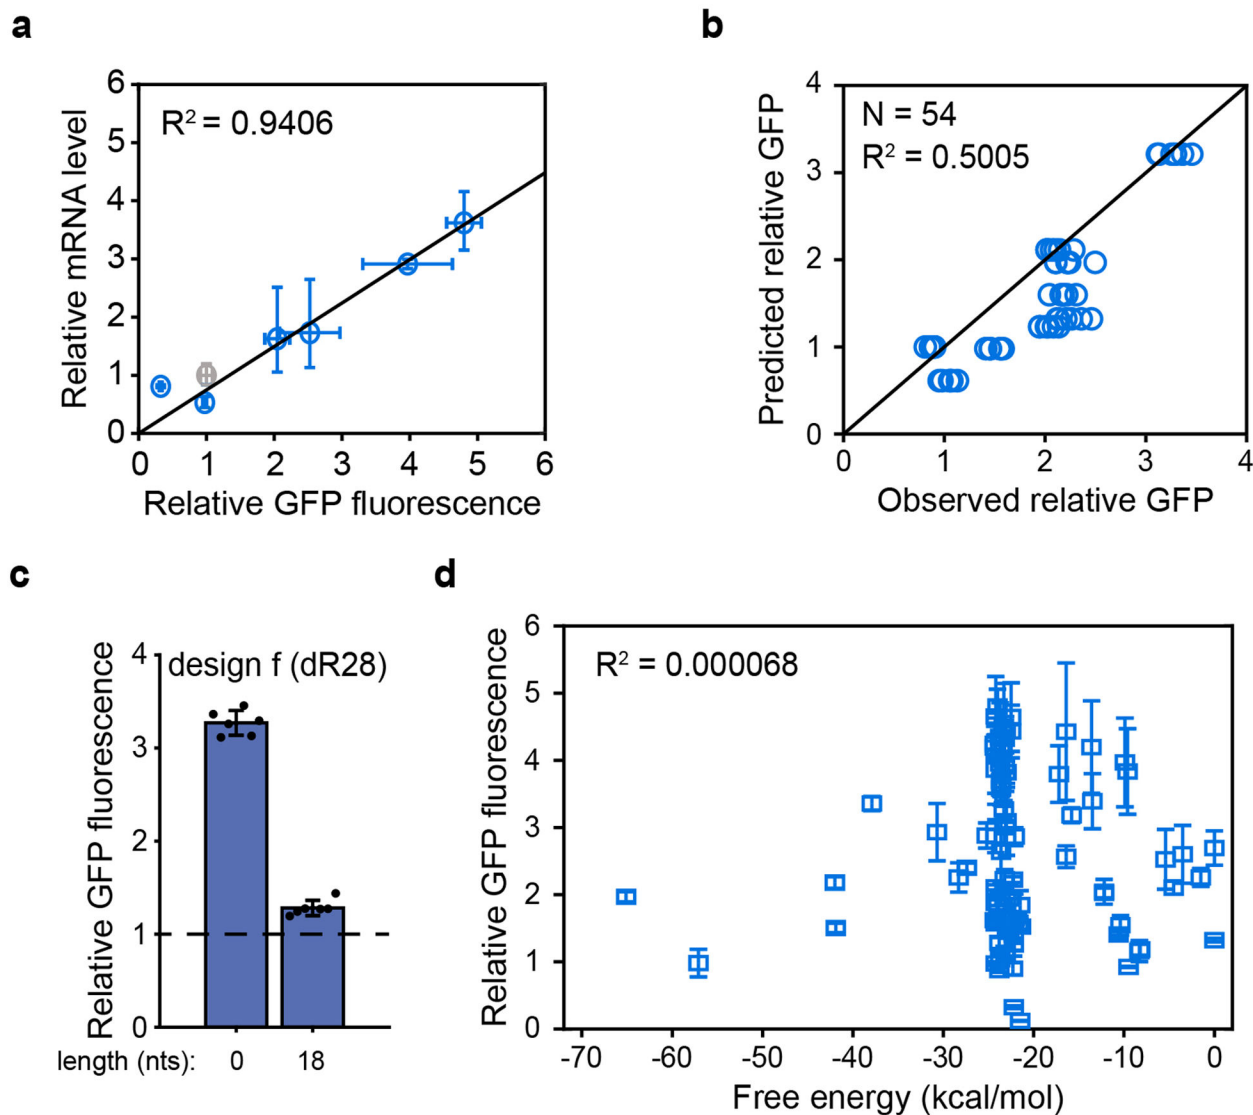 a
R² = 0.9406
Relative mRNA level
6
5
4
3
2
1
0
0 1 2 3 4 5 6
Relative GFP fluorescence
b
N = 54
R² = 0.5005
Predicted relative GFP
4
3
2
1
0
0 1 2 3 4
Observed relative GFP
c
design f (dR28)
Relative GFP fluorescence
4
3
2
1
0
length (nts): 0 18
d
R² = 0.000068
Relative GFP fluorescence
6
5
4
3
2
1
0
-70 -60 -50 -40 -30 -20 -10 0
Free energy (kcal/mol)